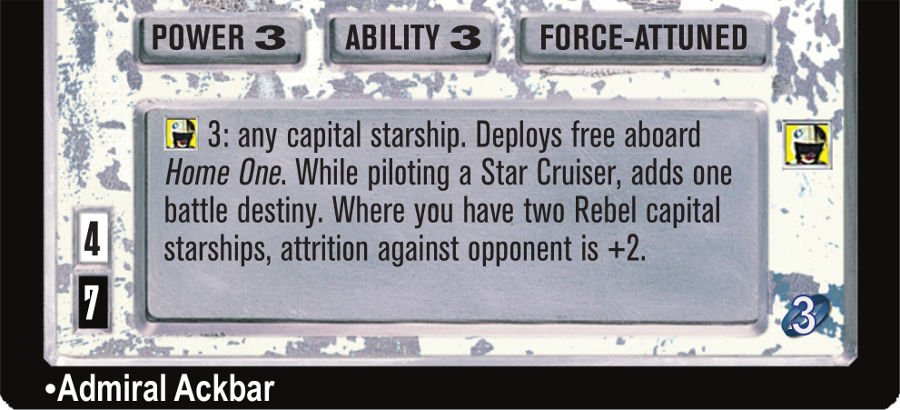 POWER 3 ABILITY 3 FORCE-ATTUNED
3: any capital starship. Deploys free aboard
Home One. While piloting a Star Cruiser, adds one
battle destiny. Where you have two Rebel capital
starships, attrition against opponent is +2.
4
7
3
•Admiral Ackbar